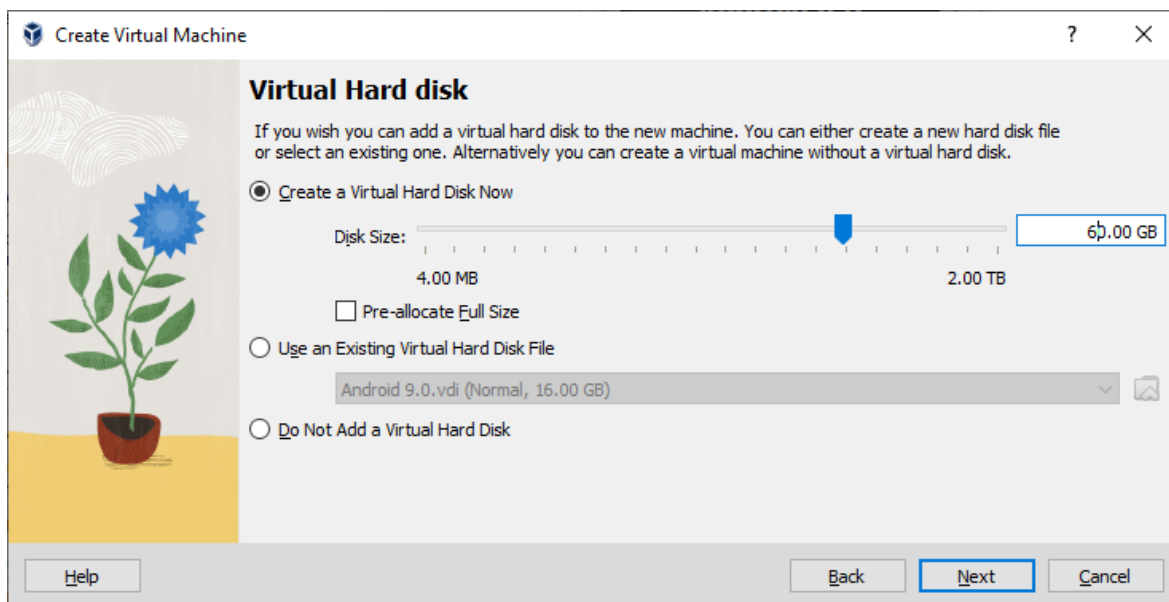 Create Virtual Machine
?
Virtual Hard disk
If you wish you can add a virtual hard disk to the new machine. You can either create a new hard disk file
or select an existing one. Alternatively you can create a virtual machine without a virtual hard disk.
Create a Virtual Hard Disk Now
Disk Size:
60.00 GB
4.00 MB
2.00 TB
Pre-allocate Full Size
Use an Existing Virtual Hard Disk File
Android 9.0.vdi (Normal, 16.00 GB)
Do Not Add a Virtual Hard Disk
Help
Back
Next
Cancel